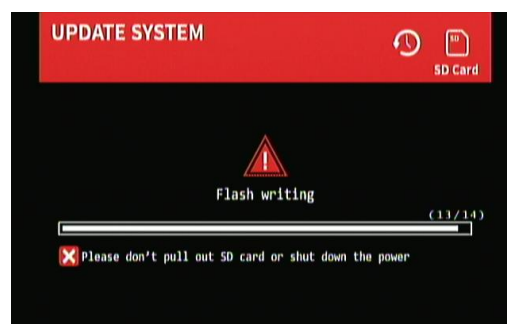 UPDATE SYSTEM
SD
SD Card
!
Flash writing
(13/14)
Please don't pull out SD card or shut down the power